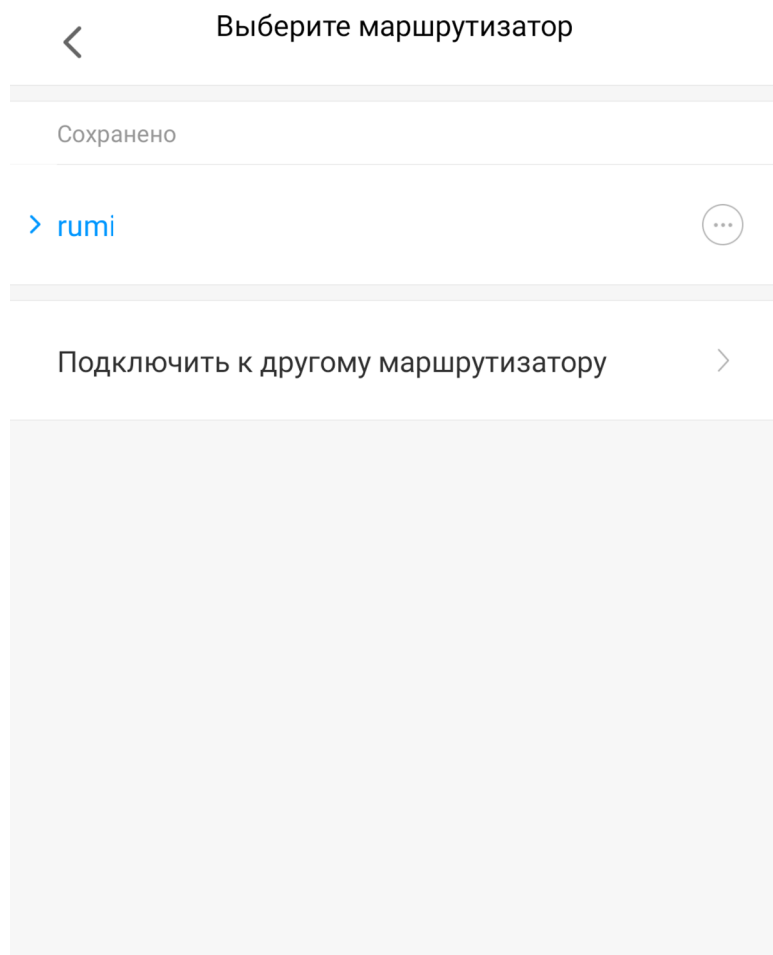 Выберите маршрутизатор
Сохранено
rumi
Подключить к другому маршрутизатору